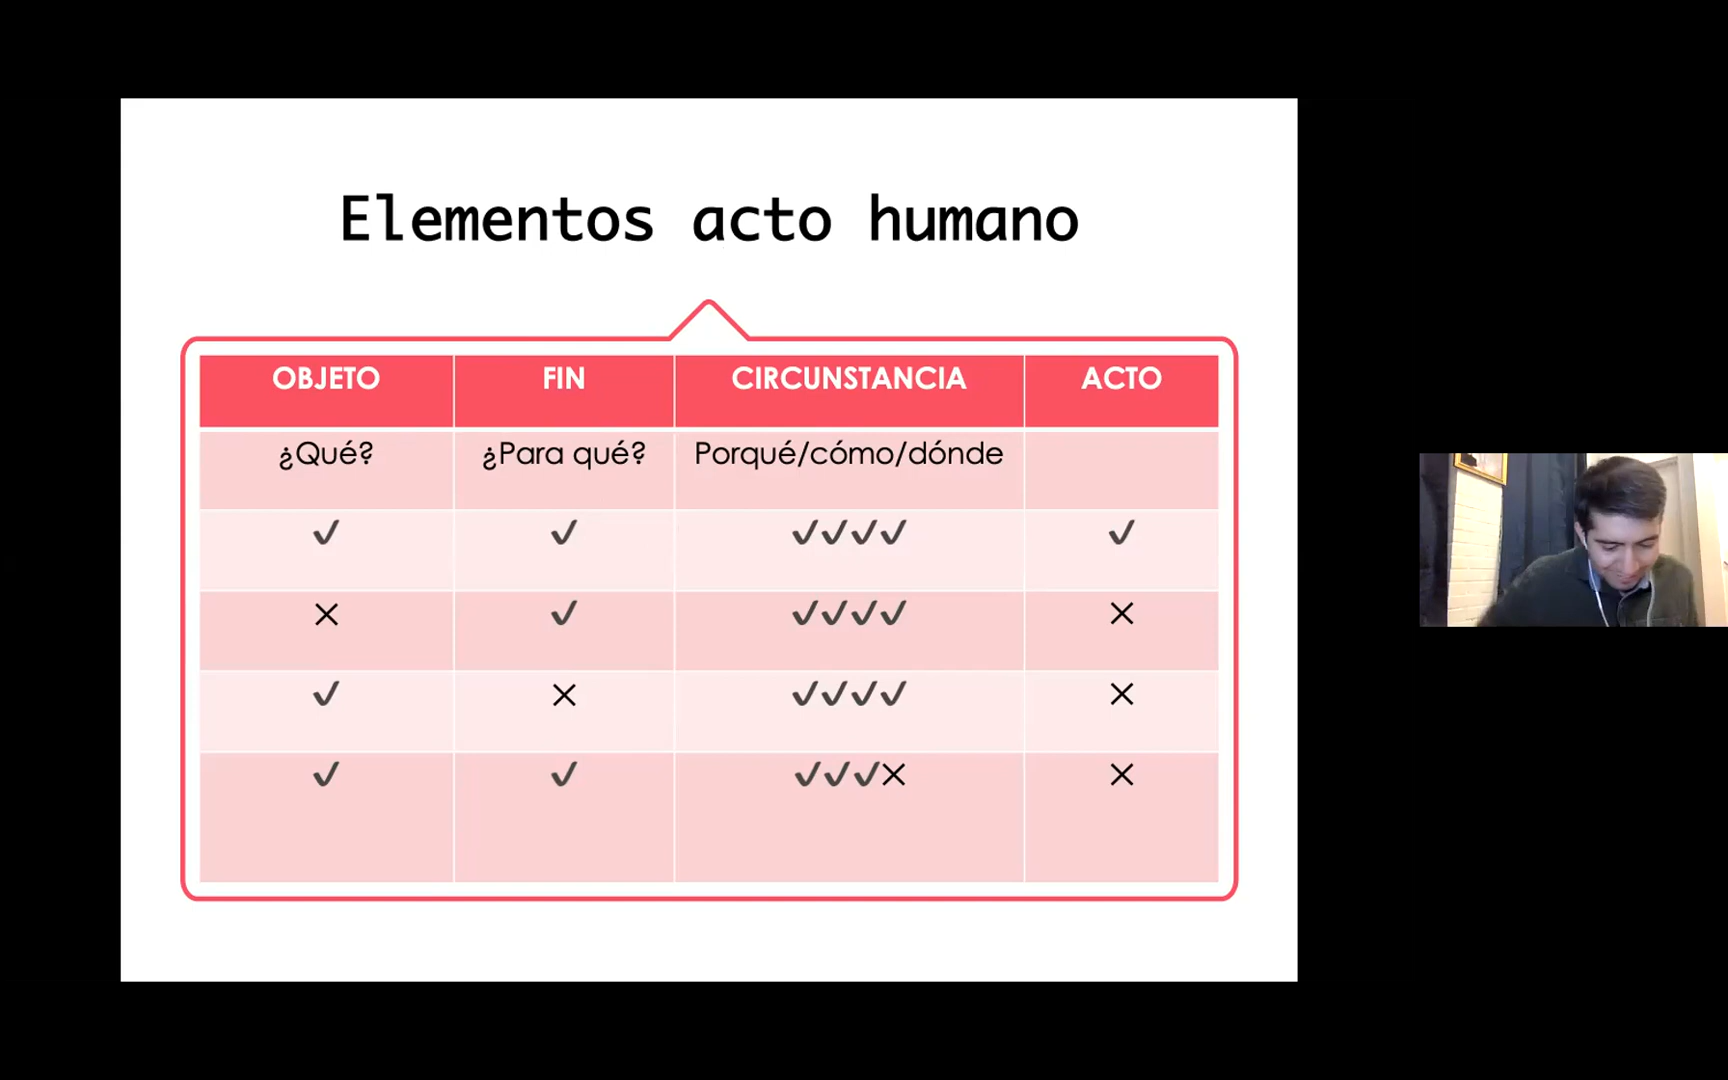 Elementos acto humano
OBJETO FIN CIRCUNSTANCIA ACTO
¿Qué? ¿Para qué? Porqué/cómo/dónde
✓ ✓ ✓✓✓✓ ✓
✕ ✓ ✓✓✓✓ ✕
✓ ✕ ✓✓✓✓ ✕
✓ ✓ ✓✓✓✕ ✕